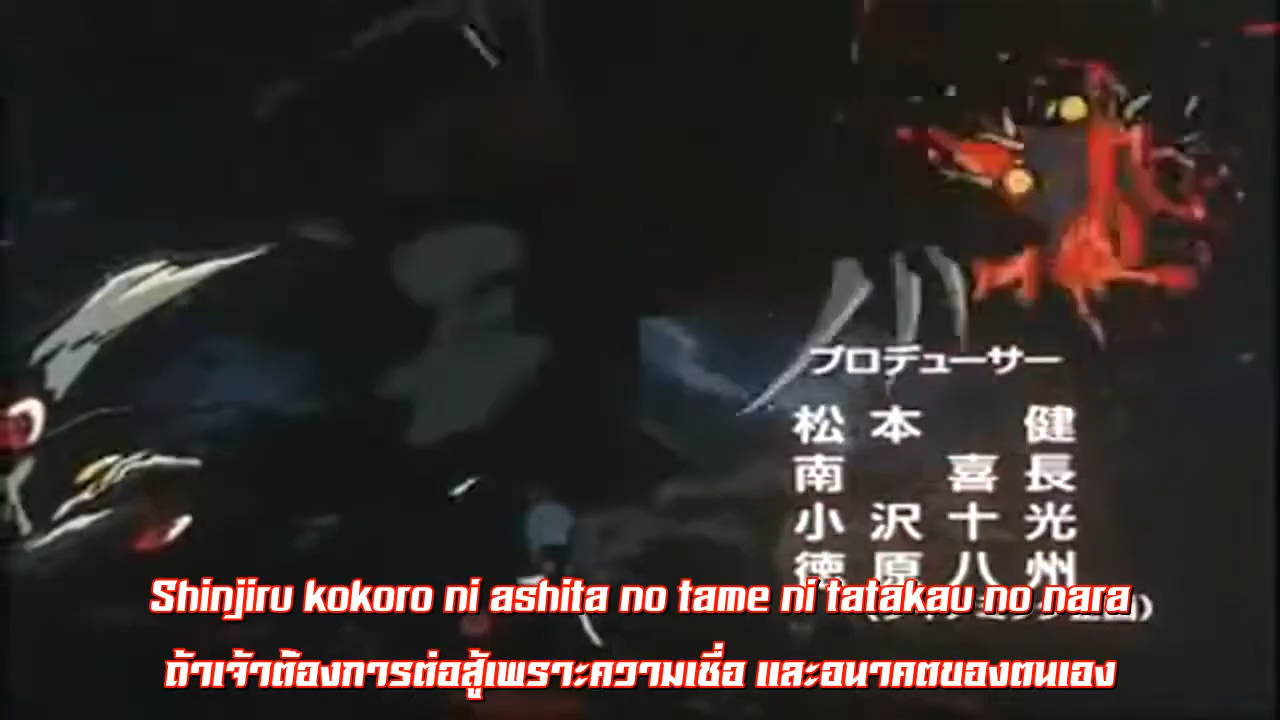 プロデューサー
松本 健
南 喜長
小沢十光
徳原八州
Shinjiru kokoro ni ashita no tame ni tatakau no nara
ถ้าเจ้าต้องการต่อสู้เพราะความเชื่อ และอนาคตของตนเอง